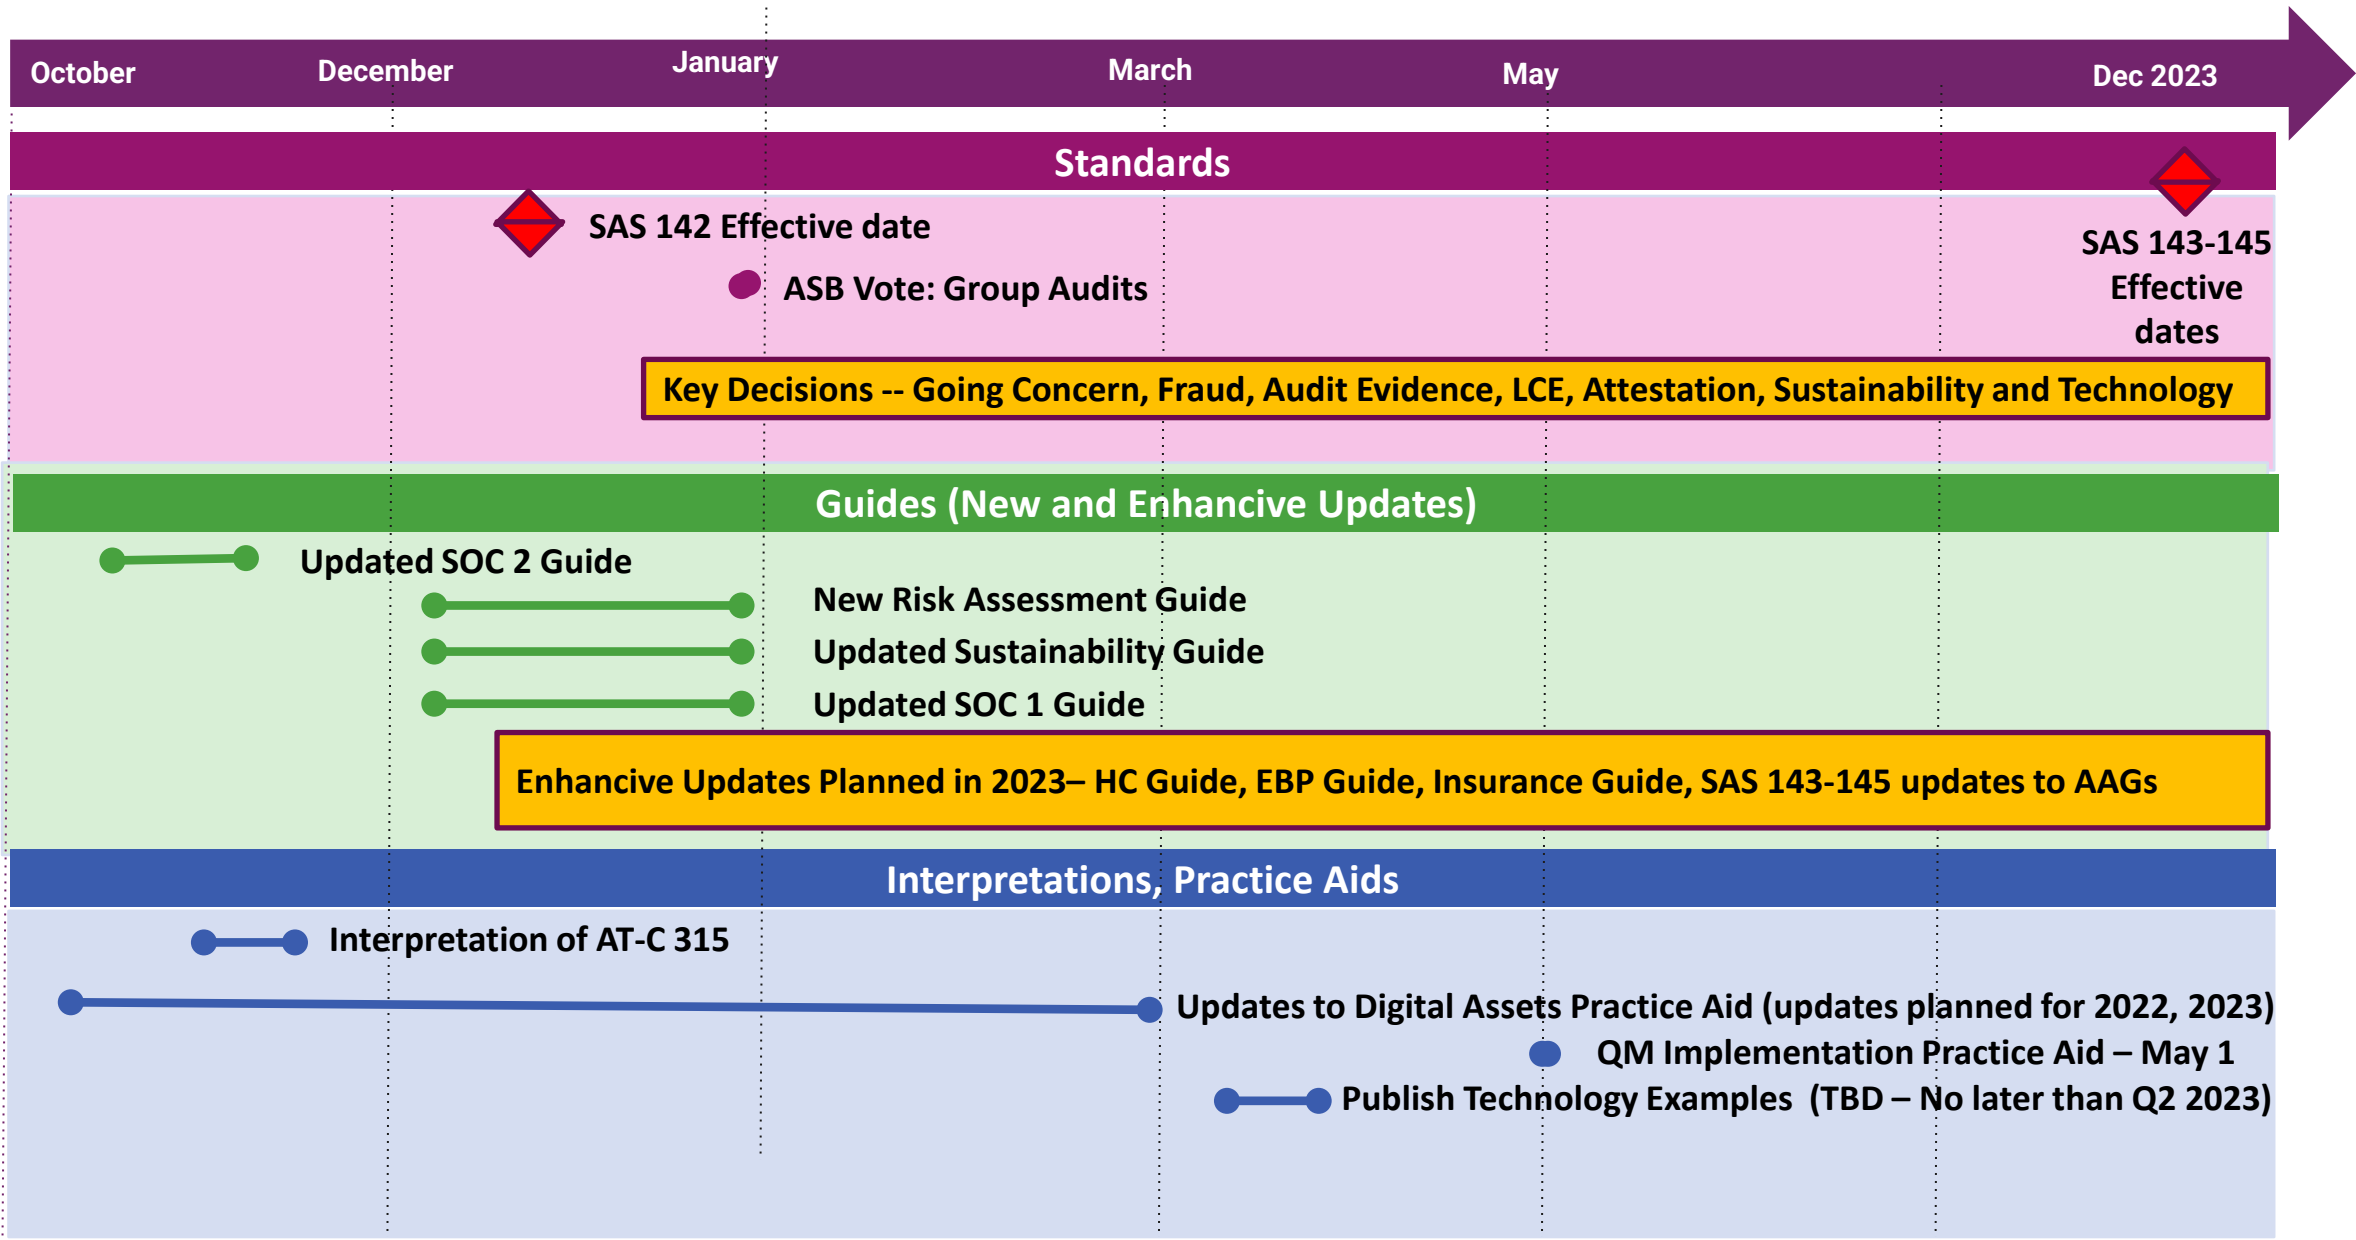 October December January March May Dec 2023
Standards
SAS 142 Effective date
ASB Vote: Group Audits
SAS 143-145
Effective
dates
Key Decisions -- Going Concern, Fraud, Audit Evidence, LCE, Attestation, Sustainability and Technology
Guides (New and Enhancive Updates)
Updated SOC 2 Guide
New Risk Assessment Guide
Updated Sustainability Guide
Updated SOC 1 Guide
Enhancive Updates Planned in 2023– HC Guide, EBP Guide, Insurance Guide, SAS 143-145 updates to AAGs
Interpretations, Practice Aids
Interpretation of AT-C 315
Updates to Digital Assets Practice Aid (updates planned for 2022, 2023)
QM Implementation Practice Aid – May 1
Publish Technology Examples (TBD – No later than Q2 2023)